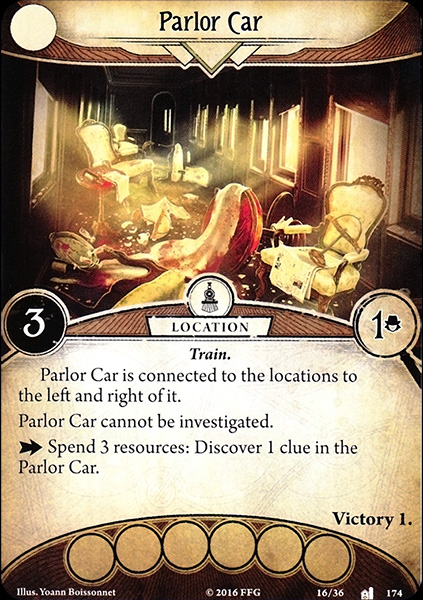 Parlor Car
3
1
LOCATION
Train.
Parlor Car is connected to the locations to
the left and right of it.
Parlor Car cannot be investigated.
Spend 3 resources: Discover 1 clue in the
Parlor Car.
Victory 1.
Illus. Yoann Boissonnet © 2016 FFG 16/36 174